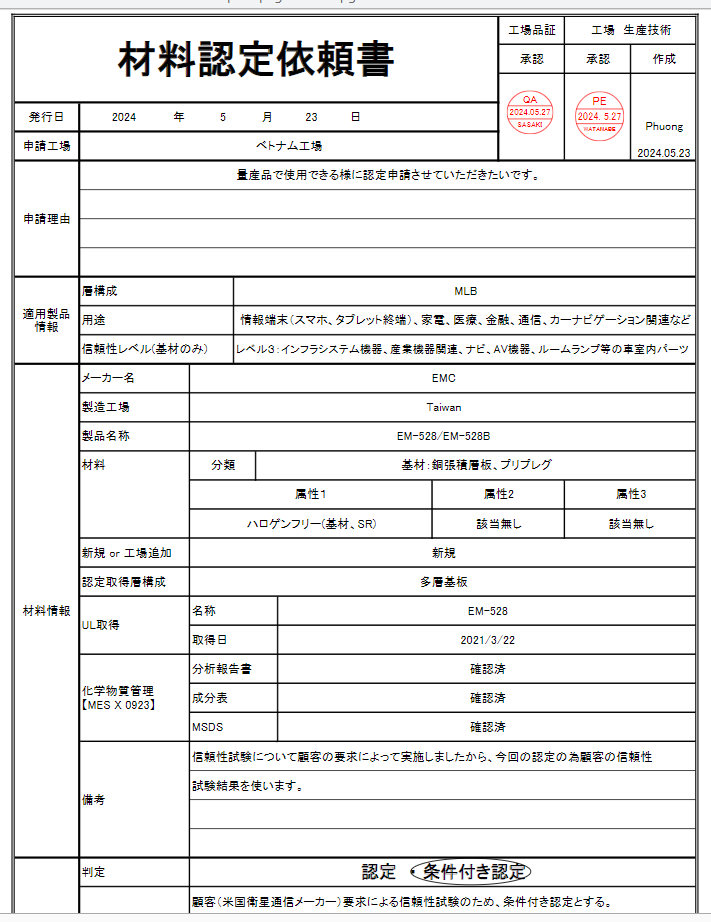 材料認定依頼書
工場品証 工場 生産技術
承認 承認 作成
QA
2024.05.27
SASAKI
PE
2024. 5.27
WATANABE
Phuong
2024.05.23
発行日 2024 年 5 月 23 日
申請工場 ベトナム工場
申請理由 量産品で使用できる様に認定申請させていただきたいです。
適用製品情報
層構成 MLB
用途 情報端末(スマホ、タブレット終端)、家電、医療、金融、通信、カーナビゲーション関連など
信頼性レベル(基材のみ) レベル3:インフラシステム機器、産業機器関連、ナビ、AV機器、ルームランプ等の車室内パーツ
材料情報
メーカー名 EMC
製造工場 Taiwan
製品名称 EM-528/EM-528B
材料 分類 基材:銅張積層板、プリプレグ
属性1 属性2 属性3
ハロゲンフリー(基材、SR) 該当無し 該当無し
新規 or 工場追加 新規
認定取得層構成 多層基板
UL取得
名称 EM-528
取得日 2021/3/22
化学物質管理
【MES X 0923】
分析報告書 確認済
成分表 確認済
MSDS 確認済
備考
信頼性試験について顧客の要求によって実施しましたから、今回の認定の為顧客の信頼性
試験結果を使います。
判定 認定 ・ 条件付き認定
顧客(米国衛星通信メーカー)要求による信頼性試験のため、条件付き認定とする。